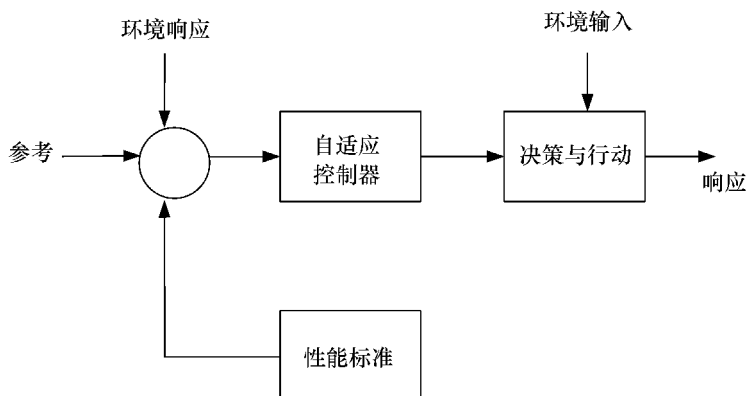 环境响应
环境输入
参考
自适应
控制器
决策与行动
响应
性能标准